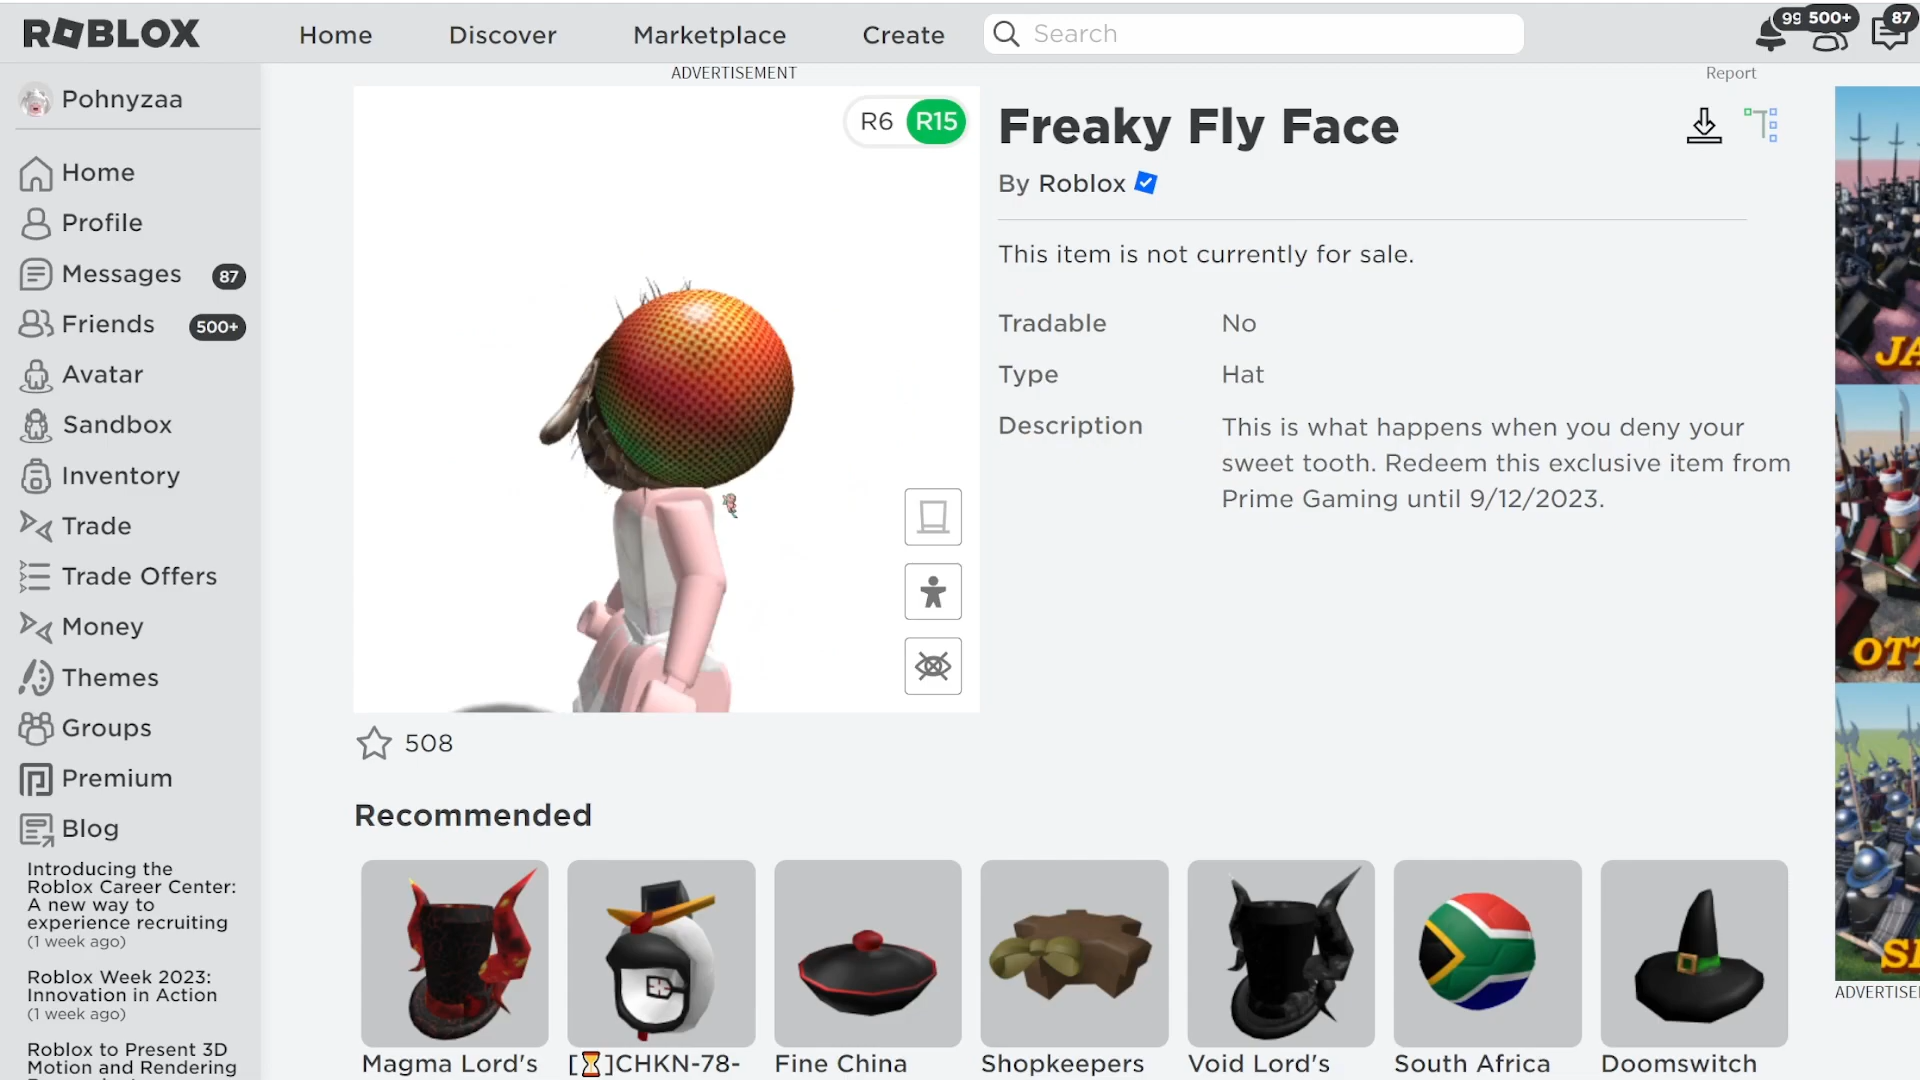 ROBLOX
Home
Discover
Marketplace
Create
Search
99
500+
87
ADVERTISEMENT
Report
Pohnyzaa
Home
Profile
Messages
87
Friends
500+
Avatar
Sandbox
Inventory
Trade
Trade Offers
Money
Themes
Groups
Premium
Blog
Introducing the
Roblox Career Center:
A new way to
experience recruiting
(1 week ago)
Roblox Week 2023:
Innovation in Action
(1 week ago)
Roblox to Present 3D
Motion and Rendering
R6
R15
Freaky Fly Face
By Roblox
This item is not currently for sale.
Tradable
No
Type
Hat
Description
This is what happens when you deny your
sweet tooth. Redeem this exclusive item from
Prime Gaming until 9/12/2023.
508
Recommended
Magma Lord's
[⏳]CHKN-78-
Fine China
Shopkeepers
Void Lord's
South Africa
Doomswitch
JA
OTT
ADVERTISE